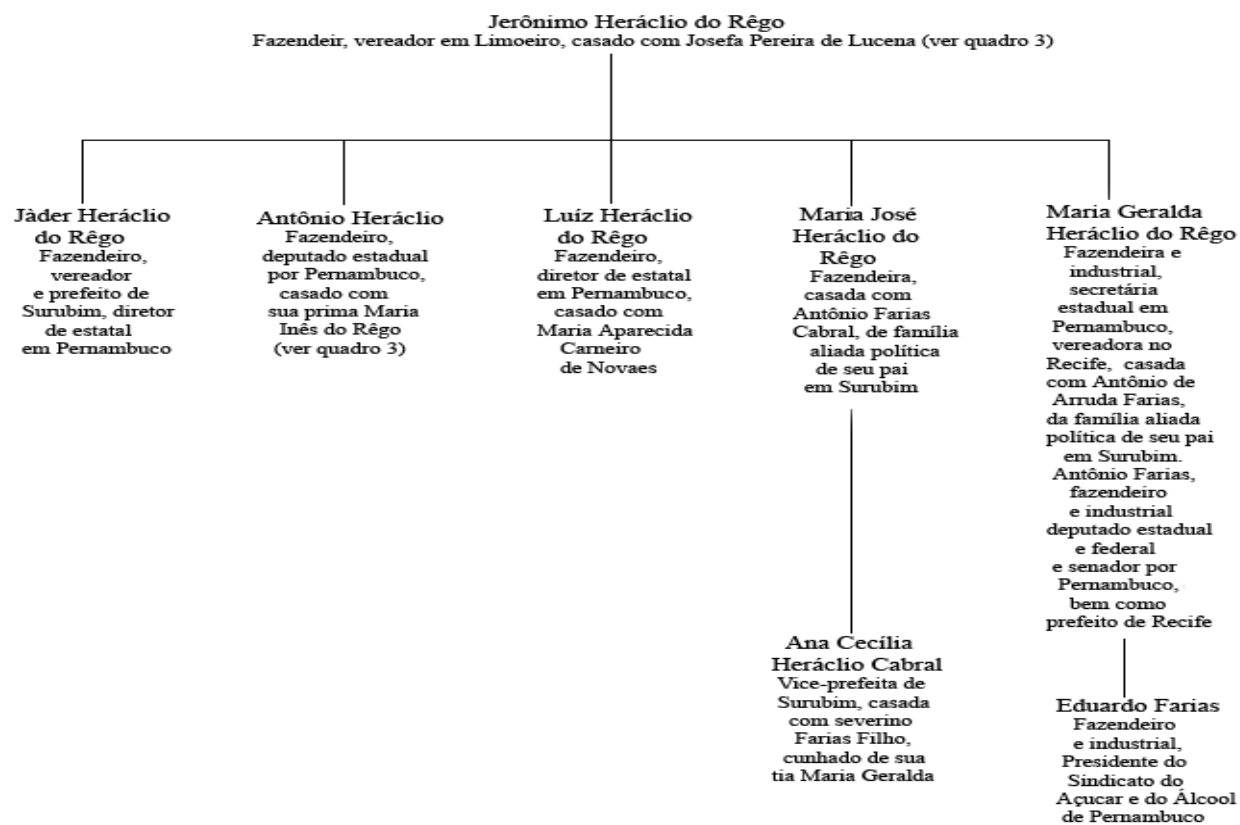 Jerônimo Heráclio do Rêgo
Fazendeir, vereador em Limoeiro, casado com Josefa Pereira de Lucena (ver quadro 3)
Jàder Heráclio
do Rêgo
Fazendeiro,
vereador
e prefeito de
Surubim, diretor
de estatal
em Pernambuco
Antônio Heráclio
Fazendeiro,
deputado estadual
por Pernambuco,
casado com
sua prima Maria
Inês do Rêgo
(ver quadro 3)
Luíz Heráclio
do Rêgo
Fazendeiro,
diretor de estatal
em Pernambuco,
casado com
Maria Aparecida
Carneiro
de Novaes
Maria José
Heráclio do
Rêgo
Fazendeira,
casada com
Antônio Farias
Cabral, de família
aliada política
de seu pai
em Surubim
Maria Geralda
Heráclio do Rêgo
Fazendeira e
industrial,
secretária
estadual em
Pernambuco,
vereadora no
Recife, casada
com Antônio de
Arruda Farias,
da família aliada
política de seu pai
em Surubim.
Antônio Farias,
fazendeiro
e industrial
deputado estadual
e federal
e senador por
Pernambuco,
bem como
prefeito de Recife
Ana Cecília
Heráclio Cabral
Vice-prefeita de
Surubim, casada
com severino
Farias Filho,
cunhado de sua
tia Maria Geralda
Eduardo Farias
Fazendeiro
e industrial,
Presidente do
Sindicato do
Açucar e do Álcool
de Pernambuco